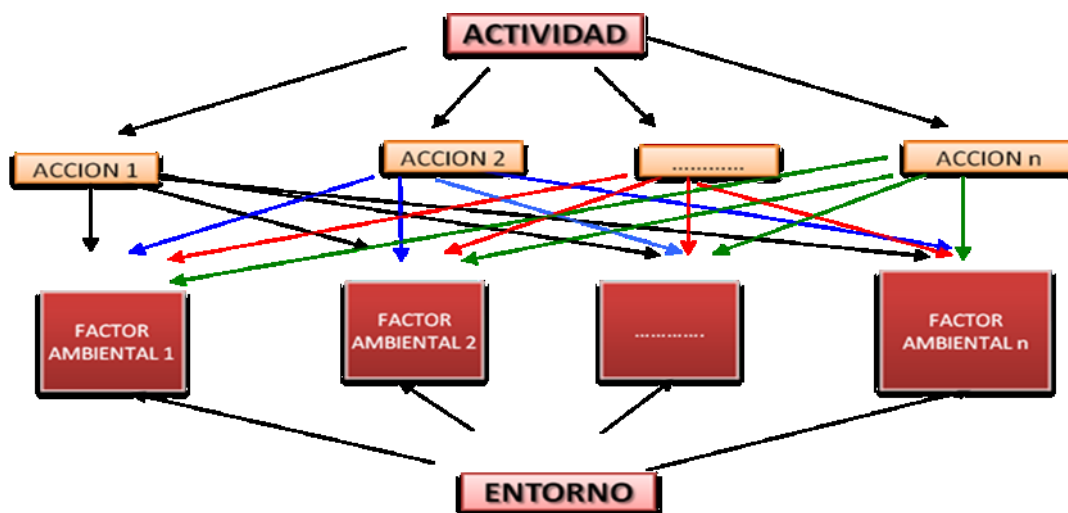 ACTIVIDAD
ACCION 1
ACCION 2
............
ACCION n
FACTOR
AMBIENTAL 1
FACTOR
AMBIENTAL 2
.............
FACTOR
AMBIENTAL n
ENTORNO